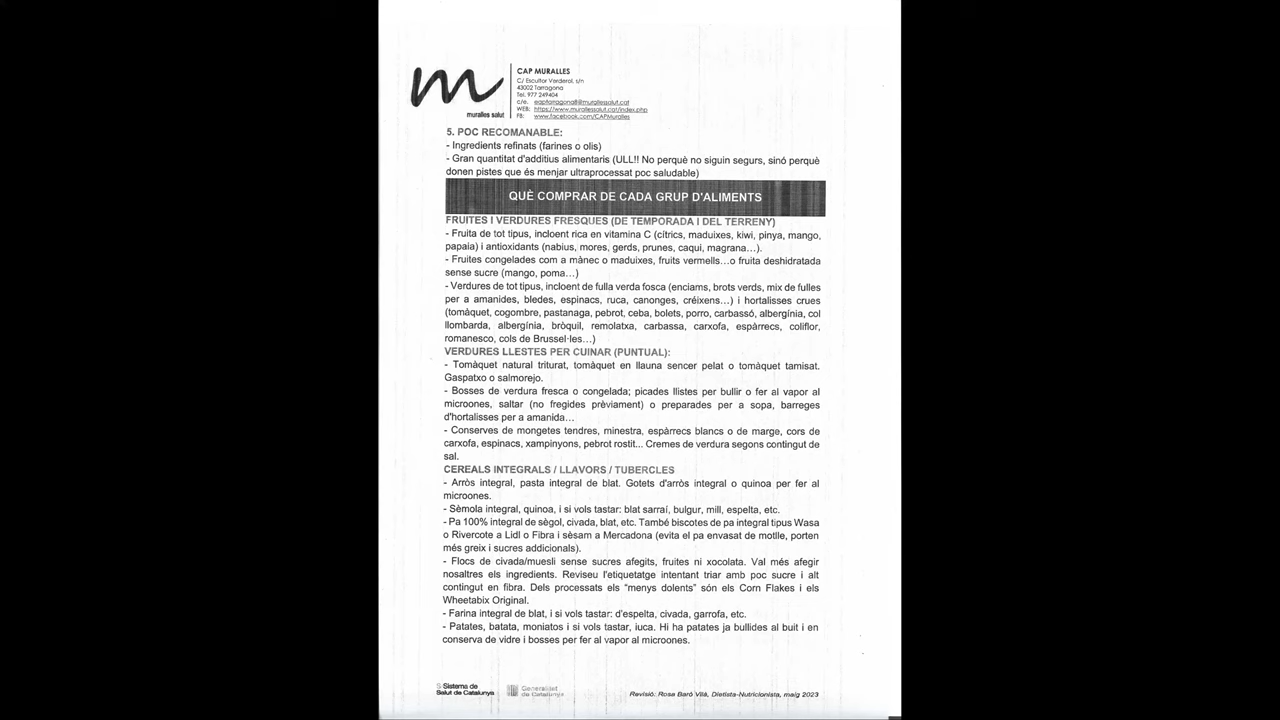 CAP MURALLES
C/ Escultor Verderol, s/n
43002 Tarragona
Tel. 977 249404
c/e. eaptarragona8@murallessalut.cat
WEB: https://www.murallessalut.cat/index.php
FB: www.facebook.com/CAPMuralles
muralles salut
5. POC RECOMANABLE:
- Ingredients refinats (farines o olis)
- Gran quantitat d'additius alimentaris (ULL!! No perquè no siguin segurs, sinó perquè
donen pistes que és menjar ultraprocessat poc saludable)
QUÈ COMPRAR DE CADA GRUP D'ALIMENTS
FRUITES I VERDURES FRESQUES (DE TEMPORADA I DEL TERRENY)
- Fruita de tot tipus, incloent rica en vitamina C (cítrics, maduixes, kiwi, pinya, mango,
papaia) i antioxidants (nabius, mores, gerds, prunes, caqui, magrana...).
- Fruites congelades com a mànec o maduixes, fruits vermells...o fruita deshidratada
sense sucre (mango, poma...)
- Verdures de tot tipus, incloent de fulla verda fosca (enciams, brots verds, mix de fulles
per a amanides, bledes, espinacs, ruca, canonges, créixens...) i hortalisses crues
(tomàquet, cogombre, pastanaga, pebrot, ceba, bolets, porro, carbassó, albergínia, col
llombarda, albergínia, bròquil, remolatxa, carbassa, carxofa, espàrrecs, coliflor,
romanesco, cols de Brussel·les...)
VERDURES LLESTES PER CUINAR (PUNTUAL):
- Tomàquet natural triturat, tomàquet en llauna sencer pelat o tomàquet tamisat.
Gaspatxo o salmorejo.
- Bosses de verdura fresca o congelada; picades llistes per bullir o fer al vapor al
microones, saltar (no fregides prèviament) o preparades per a sopa, barreges
d'hortalisses per a amanida...
- Conserves de mongetes tendres, minestra, espàrrecs blancs o de marge, cors de
carxofa, espinacs, xampinyons, pebrot rostit... Cremes de verdura segons contingut de
sal.
CEREALS INTEGRALS / LLAVORS / TUBERCLES
- Arròs integral, pasta integral de blat. Gotets d'arròs integral o quinoa per fer al
microones.
- Sèmola integral, quinoa, i si vols tastar: blat sarraí, bulgur, mill, espelta, etc.
- Pa 100% integral de sègol, civada, blat, etc. També biscotes de pa integral tipus Wasa
o Rivercote a Lidl o Fibra i sèsam a Mercadona (evita el pa envasat de motlle, porten
més greix i sucres addicionals).
- Flocs de civada/muesli sense sucres afegits, fruites ni xocolata. Val més afegir
nosaltres els ingredients. Reviseu l'etiquetatge intentant triar amb poc sucre i alt
contingut en fibra. Dels processats els "menys dolents" són els Corn Flakes i els
Wheetabix Original.
- Farina integral de blat, i si vols tastar: d'espelta, civada, garrofa, etc.
- Patates, batata, moniatos i si vols tastar, iuca. Hi ha patates ja bullides al buit i en
conserva de vidre i bosses per fer al vapor al microones.
Sistema de
Salut de Catalunya
Generalitat
de Catalunya
Revisió: Rosa Baró Vilà, Dietista-Nutricionista, maig 2023